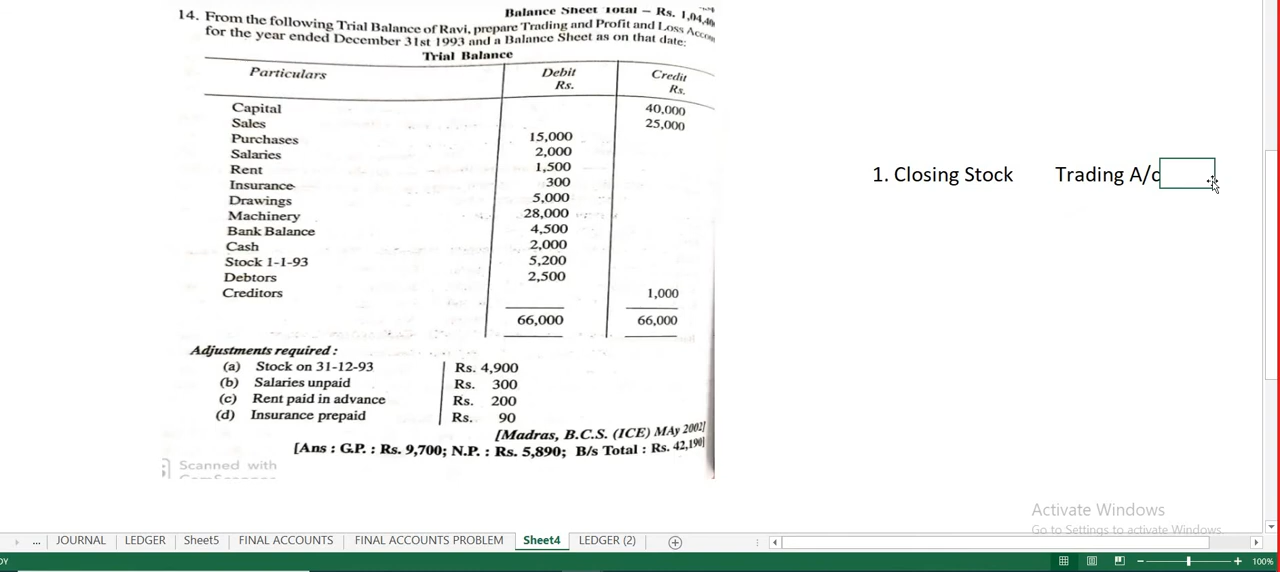 Balance Sheet Total – Rs. 1,04,40
14. From the following Trial Balance of Ravi, prepare Trading and Profit and Loss Accou
for the year ended December 31st 1993 and a Balance Sheet as on that date:
Trial Balance
Particulars Debit Rs. Credit Rs.
Capital 40,000
Sales 25,000
Purchases 15,000
Salaries 2,000
Rent 1,500
Insurance 300
Drawings 5,000
Machinery 28,000
Bank Balance 4,500
Cash 2,000
Stock 1-1-93 5,200
Debtors 2,500
Creditors 1,000
66,000 66,000
Adjustments required :
(a) Stock on 31-12-93 Rs. 4,900
(b) Salaries unpaid Rs. 300
(c) Rent paid in advance Rs. 200
(d) Insurance prepaid Rs. 90
[Madras, B.C.S. (ICE) MAy 2002]
[Ans : G.P. : Rs. 9,700; N.P. : Rs. 5,890; B/s Total : Rs. 42,190]
Scanned with
1. Closing Stock Trading A/c
Activate Windows
Go to Settings to activate Windows.
... JOURNAL LEDGER Sheet5 FINAL ACCOUNTS FINAL ACCOUNTS PROBLEM Sheet4 LEDGER (2)
DY 100%